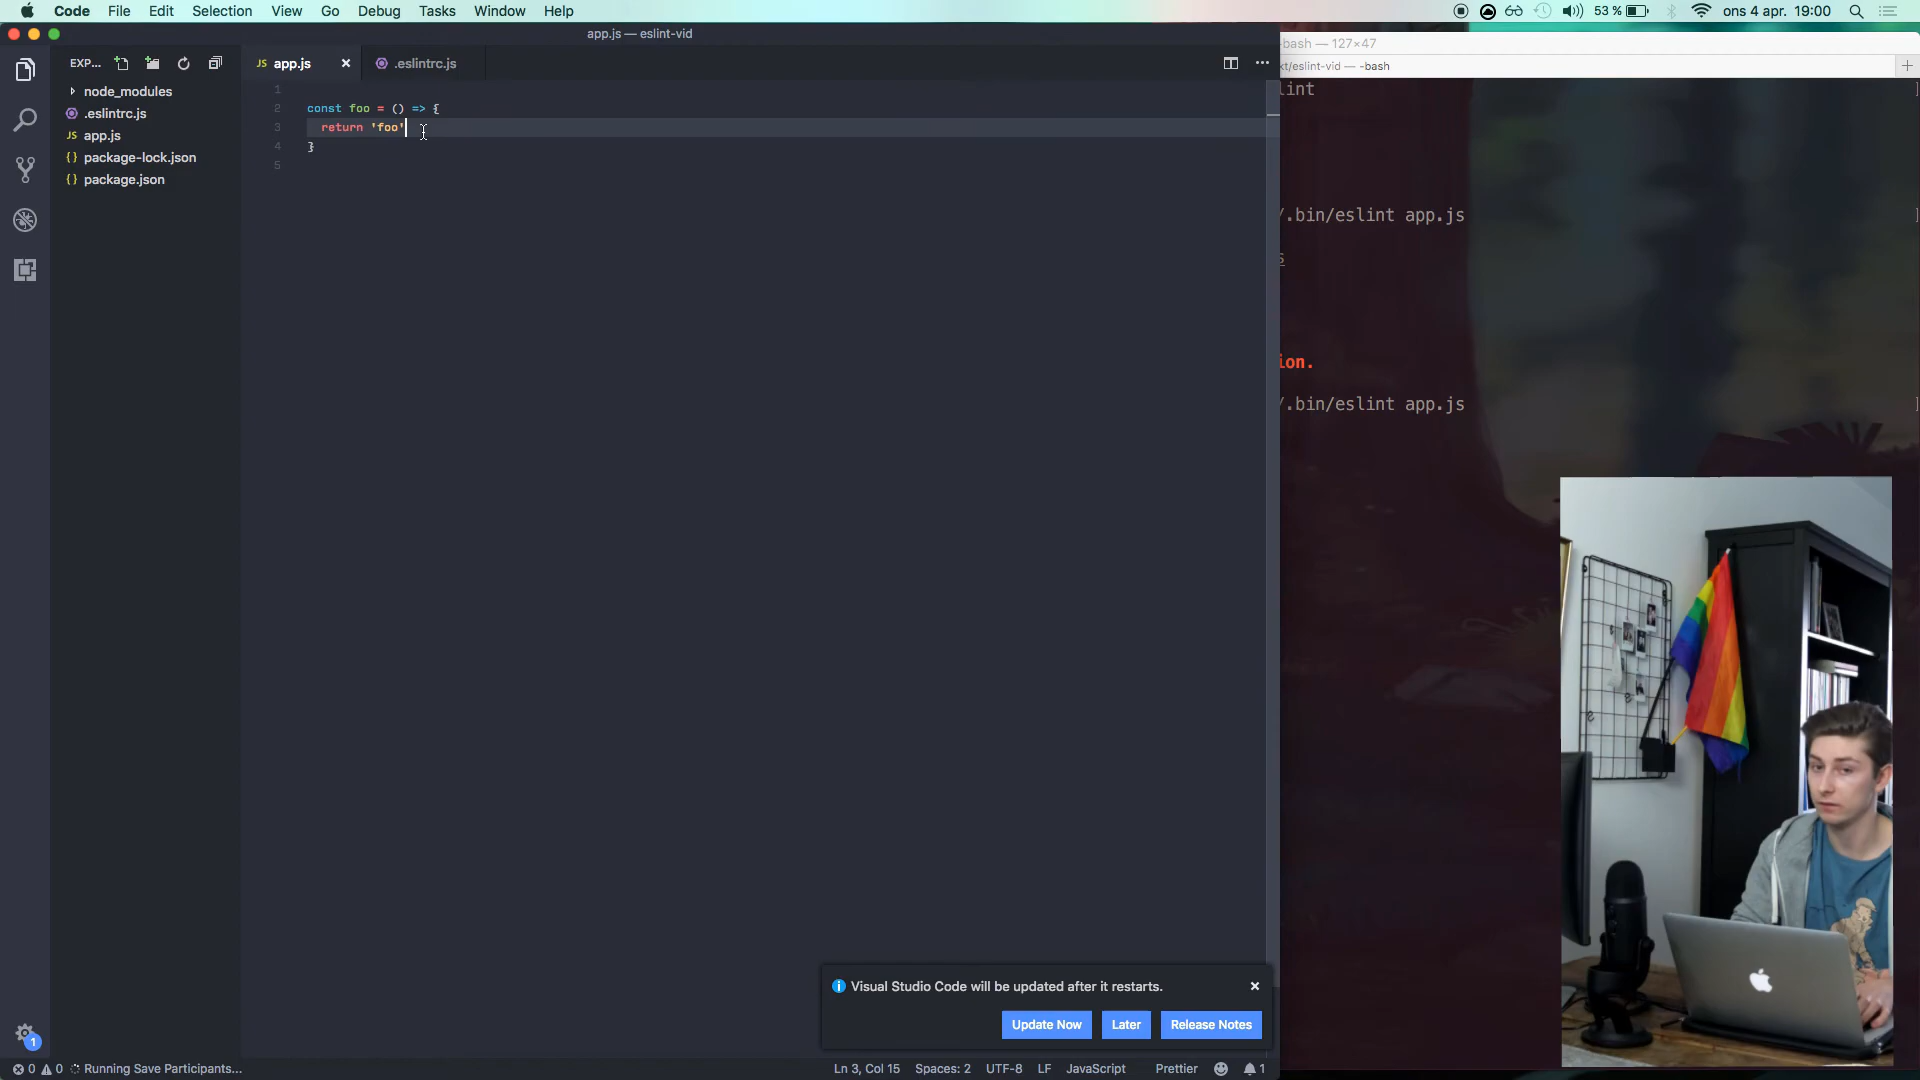 Code File Edit Selection View Go Debug Tasks Window Help
53 % ons 4 apr. 19:00
app.js — eslint-vid
-bash — 127×47
EXP...
JS app.js
.eslintrc.js
kt/eslint-vid — -bash
node_modules
.eslintrc.js
JS app.js
{} package-lock.json
{} package.json
1
2 const foo = () => {
3 return 'foo'
4 }
5
lint
/.bin/eslint app.js
ion.
/.bin/eslint app.js
Visual Studio Code will be updated after it restarts.
Update Now
Later
Release Notes
1
0 0 Running Save Participants...
Ln 3, Col 15 Spaces: 2 UTF-8 LF JavaScript Prettier 1